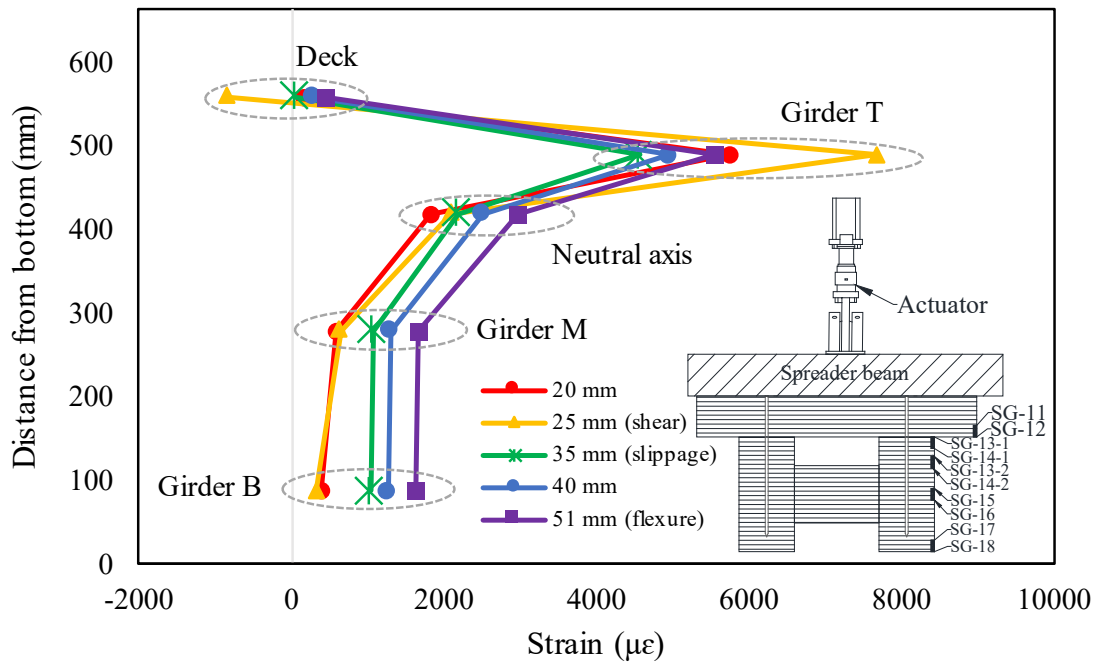 600
500
400
300
200
100
0
Distance from bottom (mm)
-2000
0
2000
4000
6000
8000
10000
Strain (με)
Deck
Girder T
Neutral axis
Girder M
Girder B
20 mm
25 mm (shear)
35 mm (slippage)
40 mm
51 mm (flexure)
Actuator
Spreader beam
SG-11
SG-12
SG-13-1
SG-14-1
SG-13-2
SG-14-2
SG-15
SG-16
SG-17
SG-18